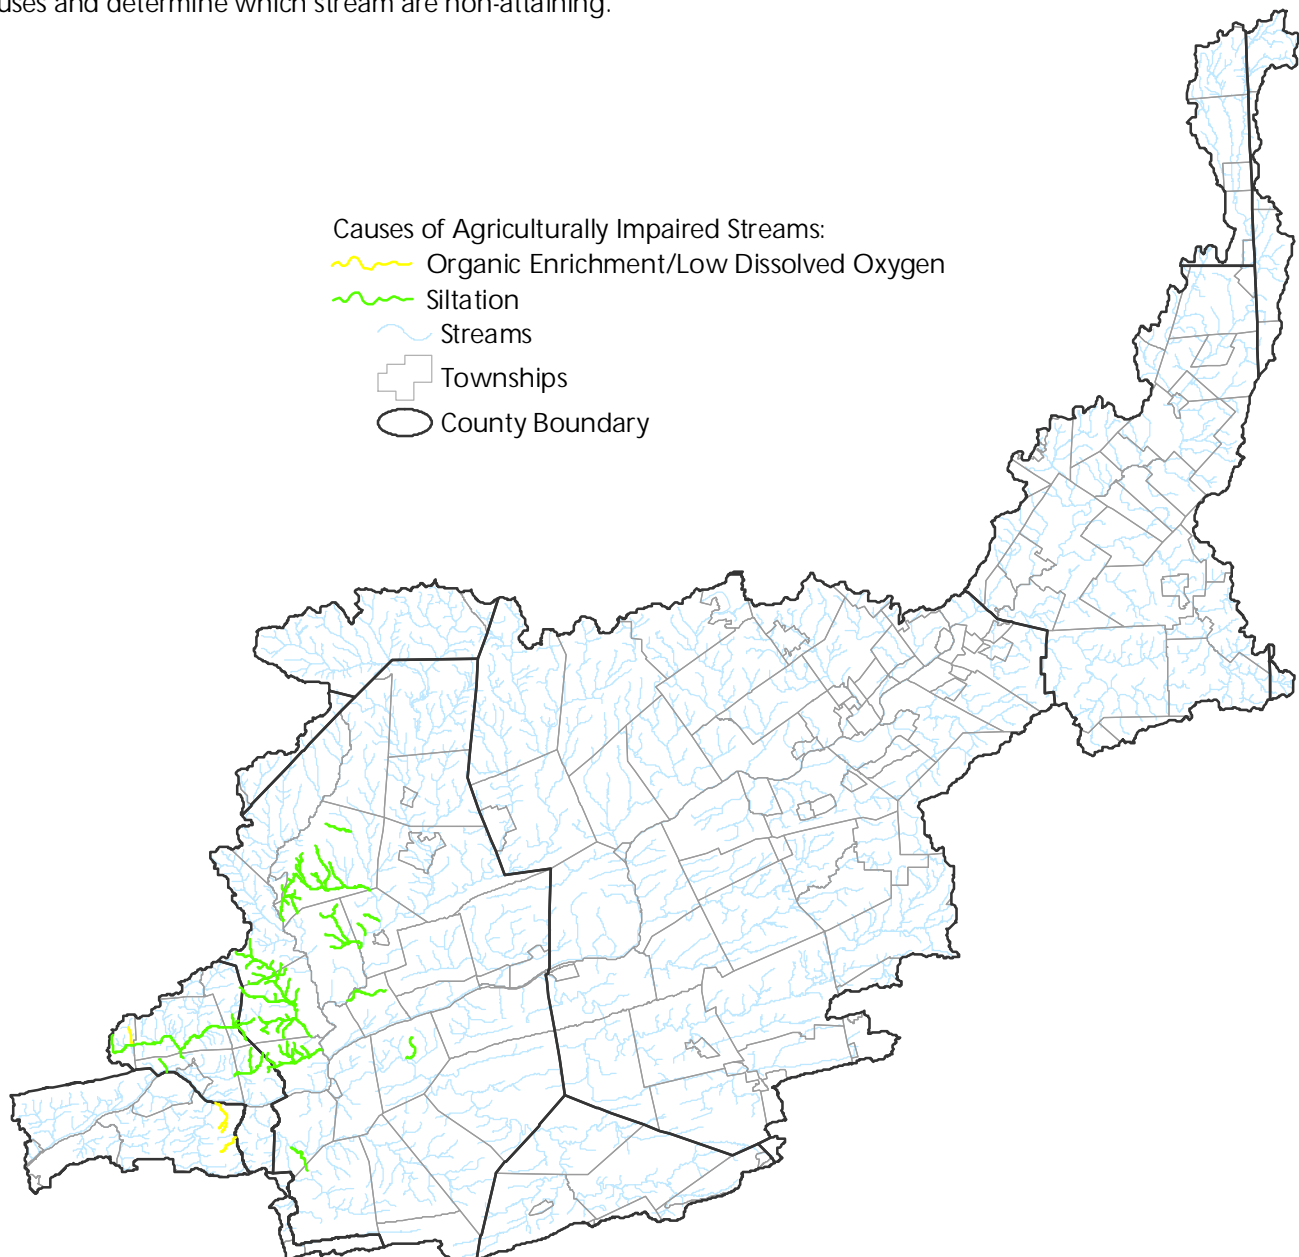 uses and determine which stream are non-attaining.
Causes of Agriculturally Impaired Streams:
Organic Enrichment/Low Dissolved Oxygen
Siltation
Streams
Townships
County Boundary